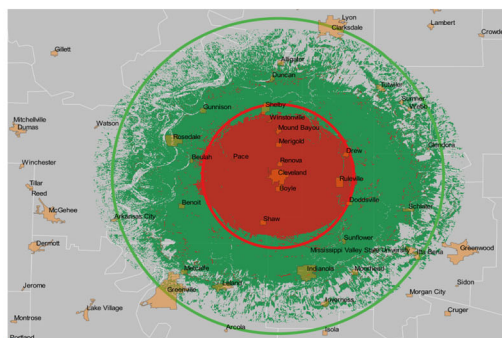 Lyon
Clarksdale
Lambert
Crowde
Gillett
Alligator
Duncan
Tutwiler
Sumner
Webb
Gunnison
Shelby
Winstonville
Mound Bayou
Merigold
Watson
Mitchellville
Dumas
Rosedale
Glendora
Drew
Beulah
Pace
Renova
Winchester
Cleveland
Ruleville
Tillar
Boyle
Reed
McGehee
Benoit
Doddsville
Schlater
Arkansas City
Shaw
Sunflower
Dermott
Mississippi Valley State University
Itta Bena
Greenwood
Metcalfe
Indianola
Moorhead
Jerome
Greenville
Leland
Sidon
Morgan City
Lake Village
Inverness
Cruger
Montrose
Arcola
Isola
Portland